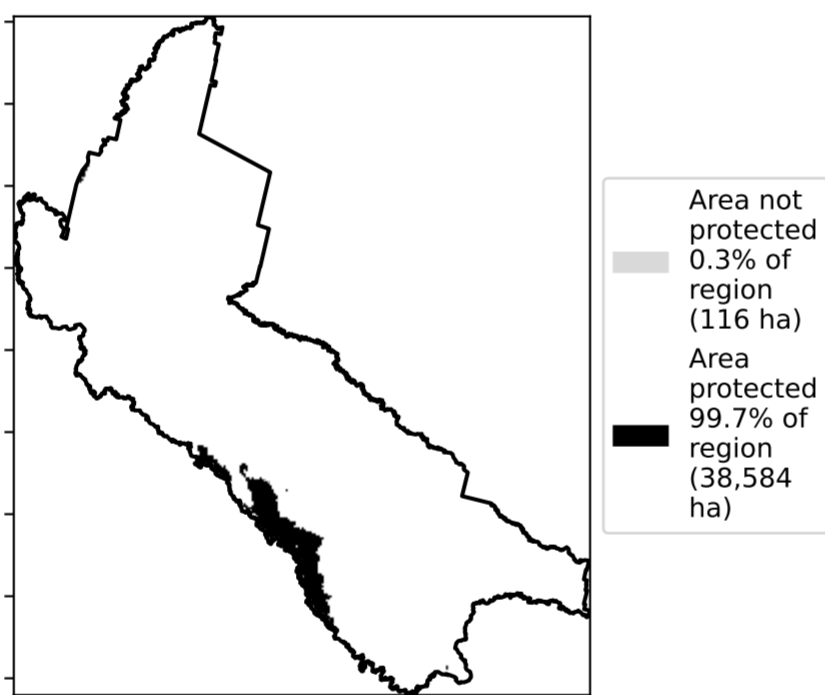 Area not
protected
0.3% of
region
(116 ha)
Area
protected
99.7% of
region
(38,584
ha)